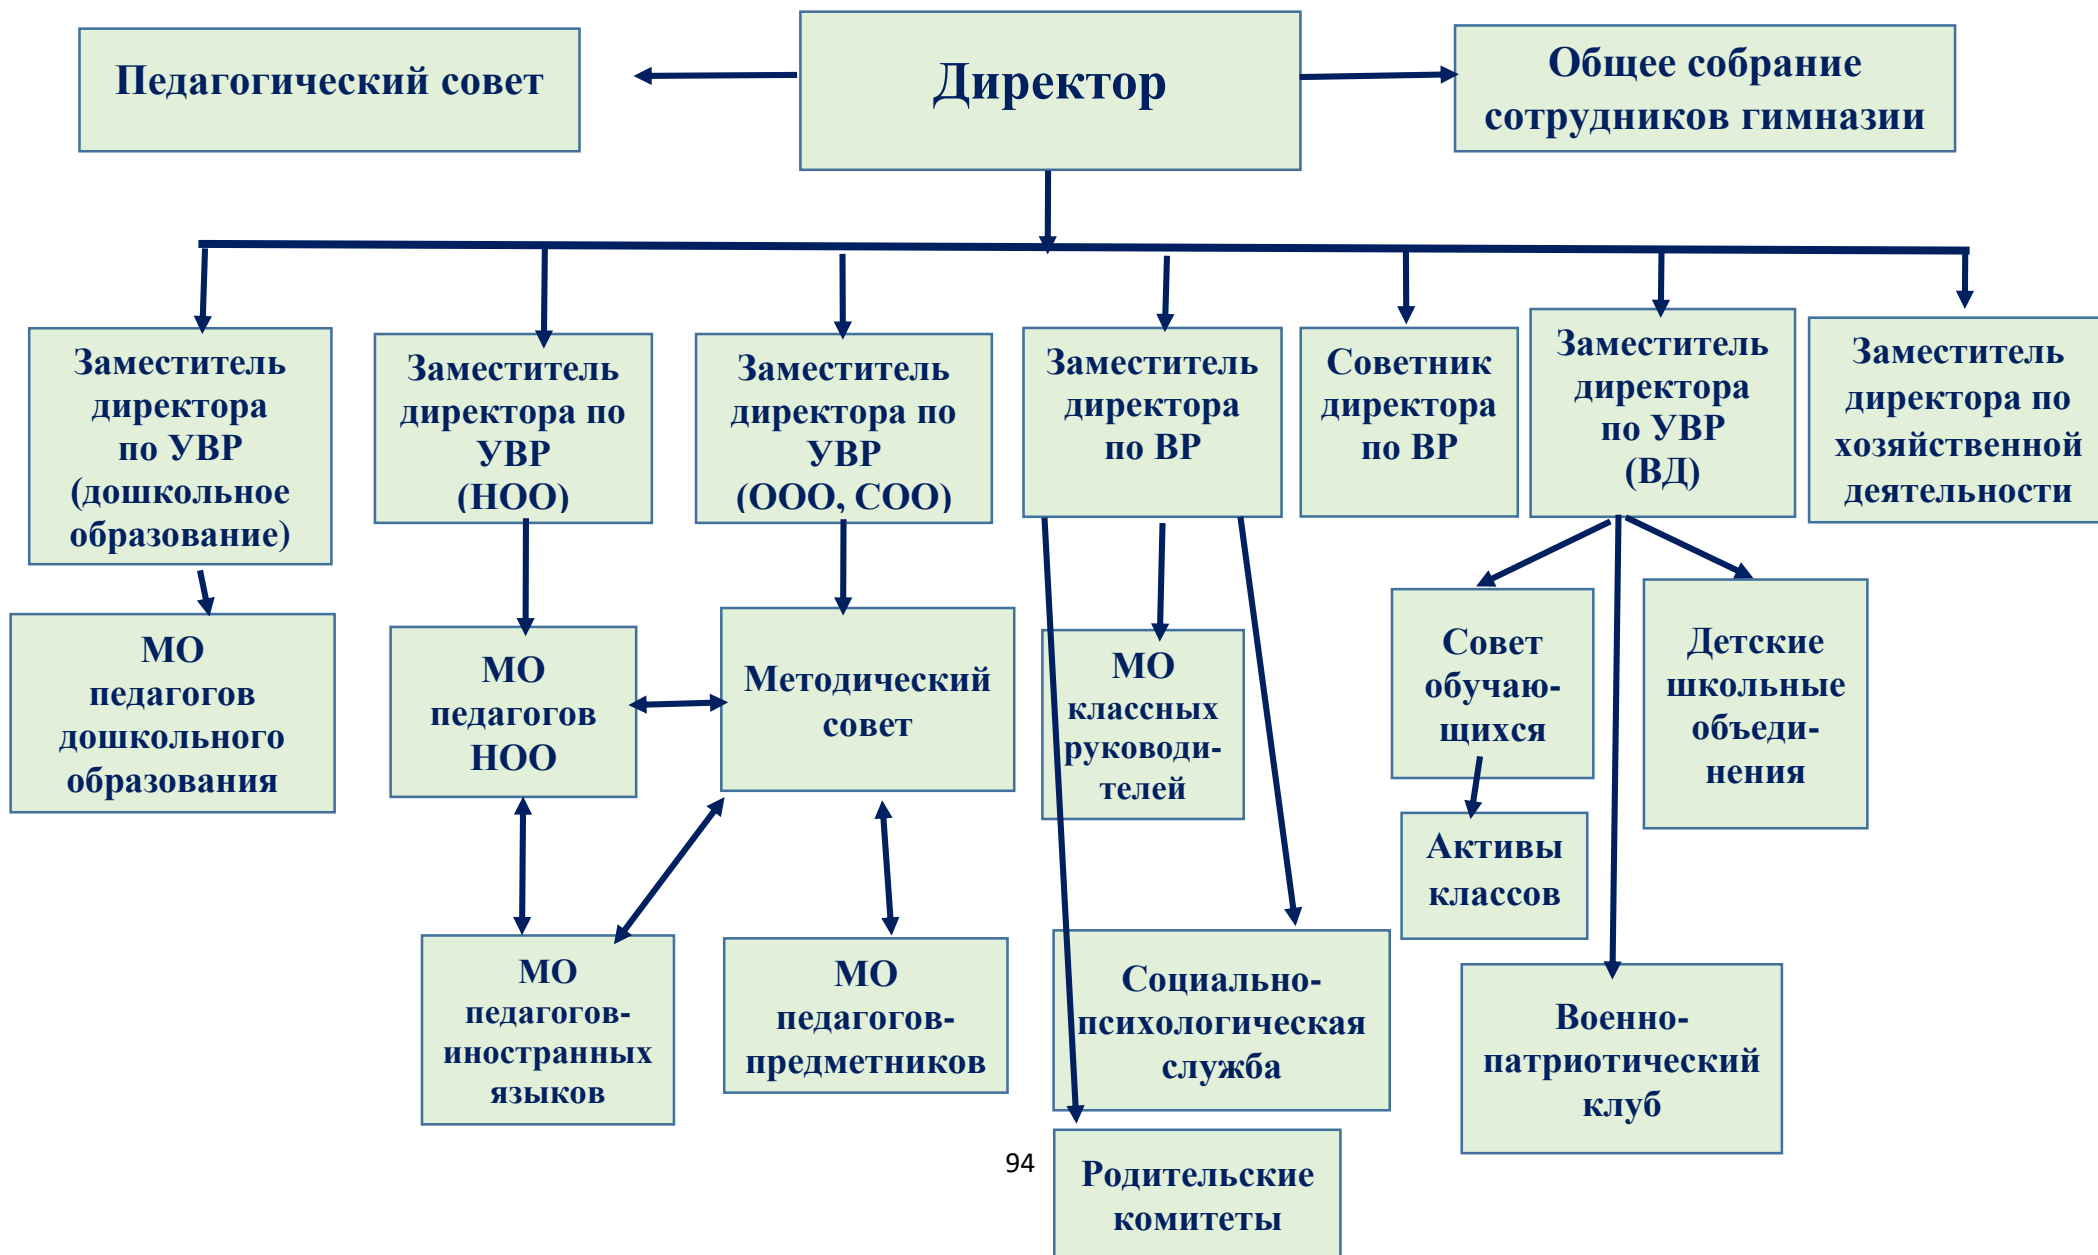 Педагогический совет
Директор
Общее собрание
сотрудников гимназии
Заместитель
директора
по УВР
(дошкольное
образование)
Заместитель
директора по
УВР
(НОО)
Заместитель
директора по
УВР
(ООО, СОО)
Заместитель
директора
по ВР
Советник
директора
по ВР
Заместитель
директора
по УВР
(ВД)
Заместитель
директора по
хозяйственной
деятельности
МО
педагогов
дошкольного
образования
МО
педагогов
НОО
Методический
совет
МО
классных
руководи-
телей
Совет
обучаю-
щихся
Детские
школьные
объеди-
нения
Активы
классов
МО
педагогов-
иностранных
языков
МО
педагогов-
предметников
Социально-
психологическая
служба
Военно-
патриотический
клуб
94
Родительские
комитеты